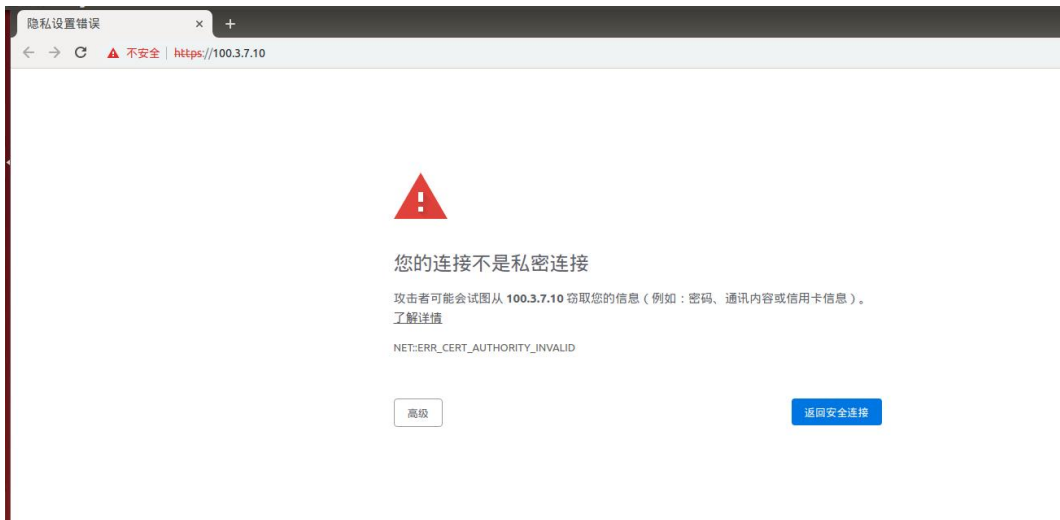 隐私设置错误
不安全 | https://100.3.7.10
您的连接不是私密连接
攻击者可能会试图从 100.3.7.10 窃取您的信息（例如：密码、通讯内容或信用卡信息）。
了解详情
NET::ERR_CERT_AUTHORITY_INVALID
高级
返回安全连接